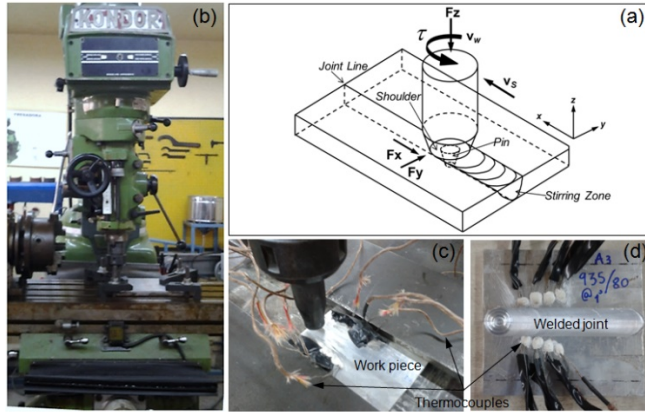 (b)
KONDOR
(a)
Fz
τ
vw
Joint Line
vs
Shoulder
z
x
y
Pin
Fx
Fy
Stirring Zone
(c)
(d)
A3
935/80
@1°
Welded joint
Work piece
Thermocouples